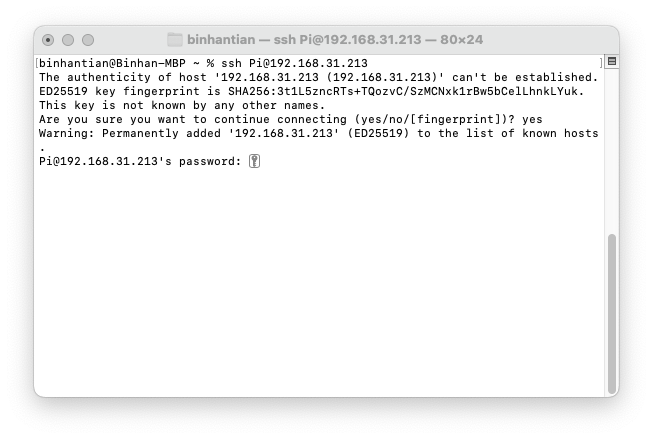 binhantian — ssh Pi@192.168.31.213 — 80×24
[binhantian@Binhan-MBP ~ % ssh Pi@192.168.31.213 ]
The authenticity of host '192.168.31.213 (192.168.31.213)' can't be established.
ED25519 key fingerprint is SHA256:3t1L5zncRTs+TQozvC/SzMCNxk1rBw5bCelLhnkLYuk.
This key is not known by any other names.
Are you sure you want to continue connecting (yes/no/[fingerprint])? yes
Warning: Permanently added '192.168.31.213' (ED25519) to the list of known hosts
.
Pi@192.168.31.213's password: